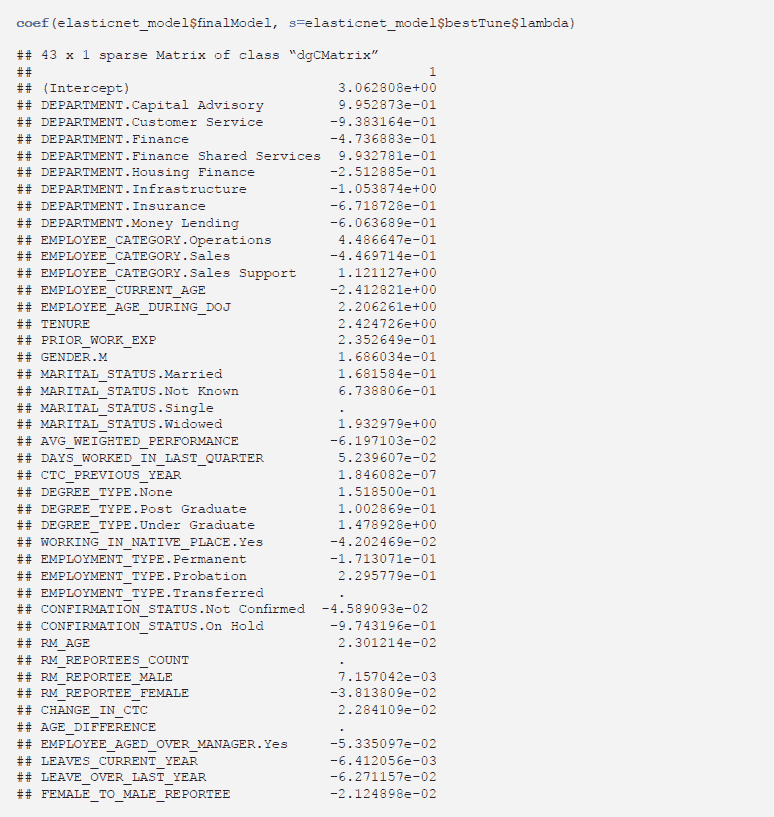 coef(elasticnet_model$finalModel, s=elasticnet_model$bestTune$lambda)
## 43 x 1 sparse Matrix of class “dgCMatrix”
## 1
## (Intercept) 3.062808e+00
## DEPARTMENT.Capital Advisory 9.952873e-01
## DEPARTMENT.Customer Service -9.383164e-01
## DEPARTMENT.Finance -4.736883e-01
## DEPARTMENT.Finance Shared Services 9.932781e-01
## DEPARTMENT.Housing Finance -2.512885e-01
## DEPARTMENT.Infrastructure -1.053874e+00
## DEPARTMENT.Insurance -6.718728e-01
## DEPARTMENT.Money Lending -6.063689e-01
## EMPLOYEE_CATEGORY.Operations 4.486647e-01
## EMPLOYEE_CATEGORY.Sales -4.469714e-01
## EMPLOYEE_CATEGORY.Sales Support 1.121127e+00
## EMPLOYEE_CURRENT_AGE -2.412821e+00
## EMPLOYEE_AGE_DURING_DOJ 2.206261e+00
## TENURE 2.424726e+00
## PRIOR_WORK_EXP 2.352649e-01
## GENDER.M 1.686034e-01
## MARITAL_STATUS.Married 1.681584e-01
## MARITAL_STATUS.Not Known 6.738806e-01
## MARITAL_STATUS.Single .
## MARITAL_STATUS.Widowed 1.932979e+00
## AVG_WEIGHTED_PERFORMANCE -6.197103e-02
## DAYS_WORKED_IN_LAST_QUARTER 5.239607e-02
## CTC_PREVIOUS_YEAR 1.846082e-07
## DEGREE_TYPE.None 1.518500e-01
## DEGREE_TYPE.Post Graduate 1.002869e-01
## DEGREE_TYPE.Under Graduate 1.478928e+00
## WORKING_IN_NATIVE_PLACE.Yes -4.202469e-02
## EMPLOYMENT_TYPE.Permanent -1.713071e-01
## EMPLOYMENT_TYPE.Probation 2.295779e-01
## EMPLOYMENT_TYPE.Transferred .
## CONFIRMATION_STATUS.Not Confirmed -4.589093e-02
## CONFIRMATION_STATUS.On Hold -9.743196e-01
## RM_AGE 2.301214e-02
## RM_REPORTEES_COUNT .
## RM_REPORTEE_MALE 7.157042e-03
## RM_REPORTEE_FEMALE -3.813809e-02
## CHANGE_IN_CTC 2.284109e-02
## AGE_DIFFERENCE .
## EMPLOYEE_AGED_OVER_MANAGER.Yes -5.335097e-02
## LEAVES_CURRENT_YEAR -6.412056e-03
## LEAVE_OVER_LAST_YEAR -6.271157e-02
## FEMALE_TO_MALE_REPORTEE -2.124898e-02